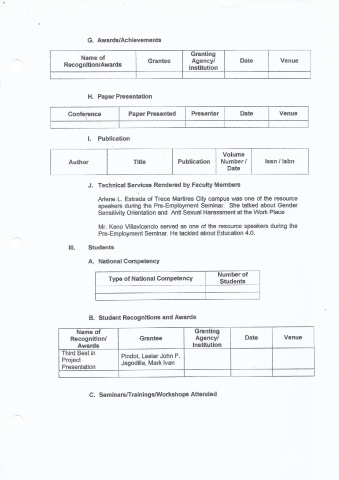 G. Awards/Achievements
Name of Recognition/Awards | Grantee | Granting Agency/ Institution | Date | Venue
H. Paper Presentation
Conference | Paper Presented | Presenter | Date | Venue
I. Publication
Author | Title | Publication | Volume Number / Date | Issn / Isbn
J. Technical Services Rendered by Faculty Members
Arlene L. Estrada of Trece Martires City campus was one of the resource
speakers during the Pre-Employment Seminar. She talked about Gender
Sensitivity Orientation and Anti Sexual Harassment at the Work Place
Mr. Keno Villavicencio served as one of the resource speakers during the
Pre-Employment Seminar. He tackled about Education 4.0.
III. Students
A. National Competency
Type of National Competency | Number of Students
B. Student Recognitions and Awards
Name of Recognition/ Awards | Grantee | Granting Agency/ Institution | Date | Venue
Third Best in Project Presentation | Pindot, Lester John P. Jagodilla, Mark Ivan
C. Seminars/Trainings/Workshops Attended